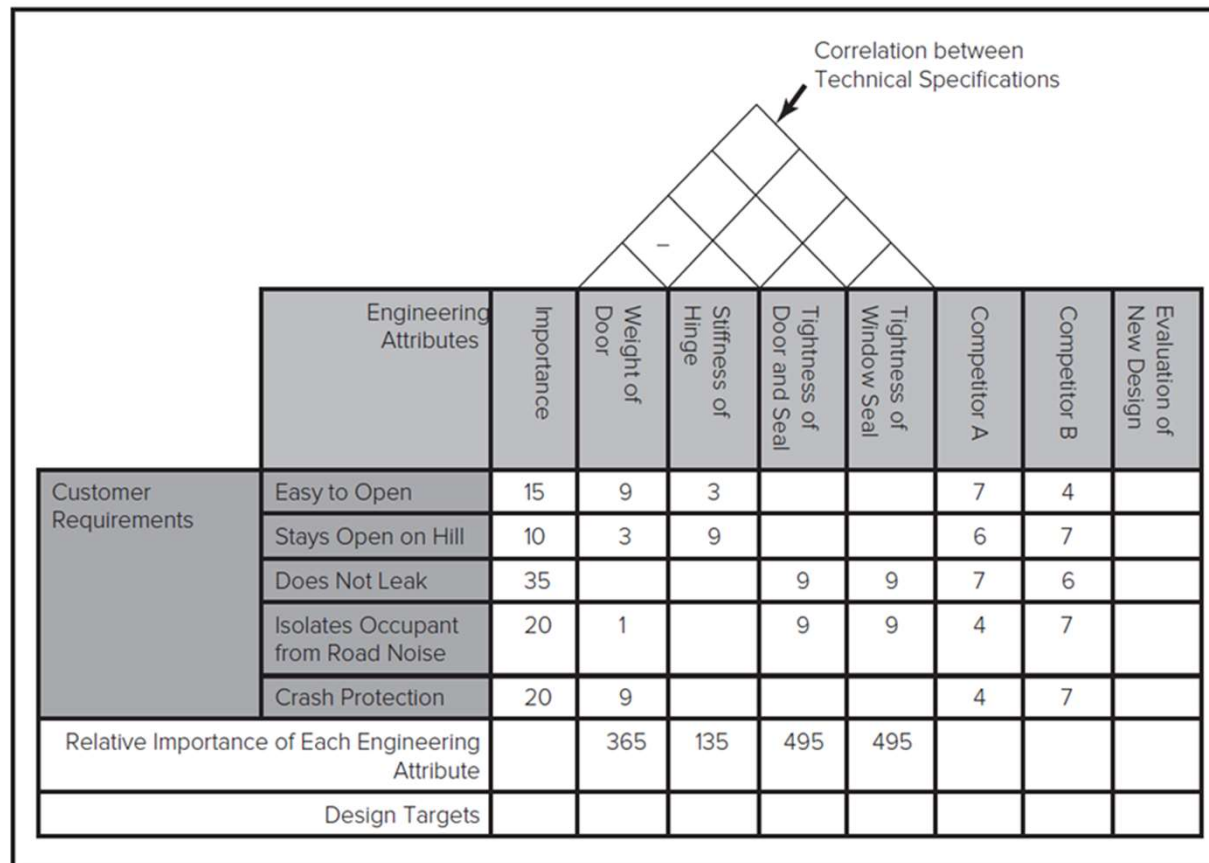 Correlation between
Technical Specifications
–
Engineering
Attributes
Importance
Weight of
Door
Stiffness of
Hinge
Tightness of
Door and Seal
Tightness of
Window Seal
Competitor A
Competitor B
Evaluation of
New Design
Customer
Requirements
Easy to Open 15 9 3 7 4
Stays Open on Hill 10 3 9 6 7
Does Not Leak 35 9 9 7 6
Isolates Occupant
from Road Noise 20 1 9 9 4 7
Crash Protection 20 9 4 7
Relative Importance of Each Engineering
Attribute 365 135 495 495
Design Targets